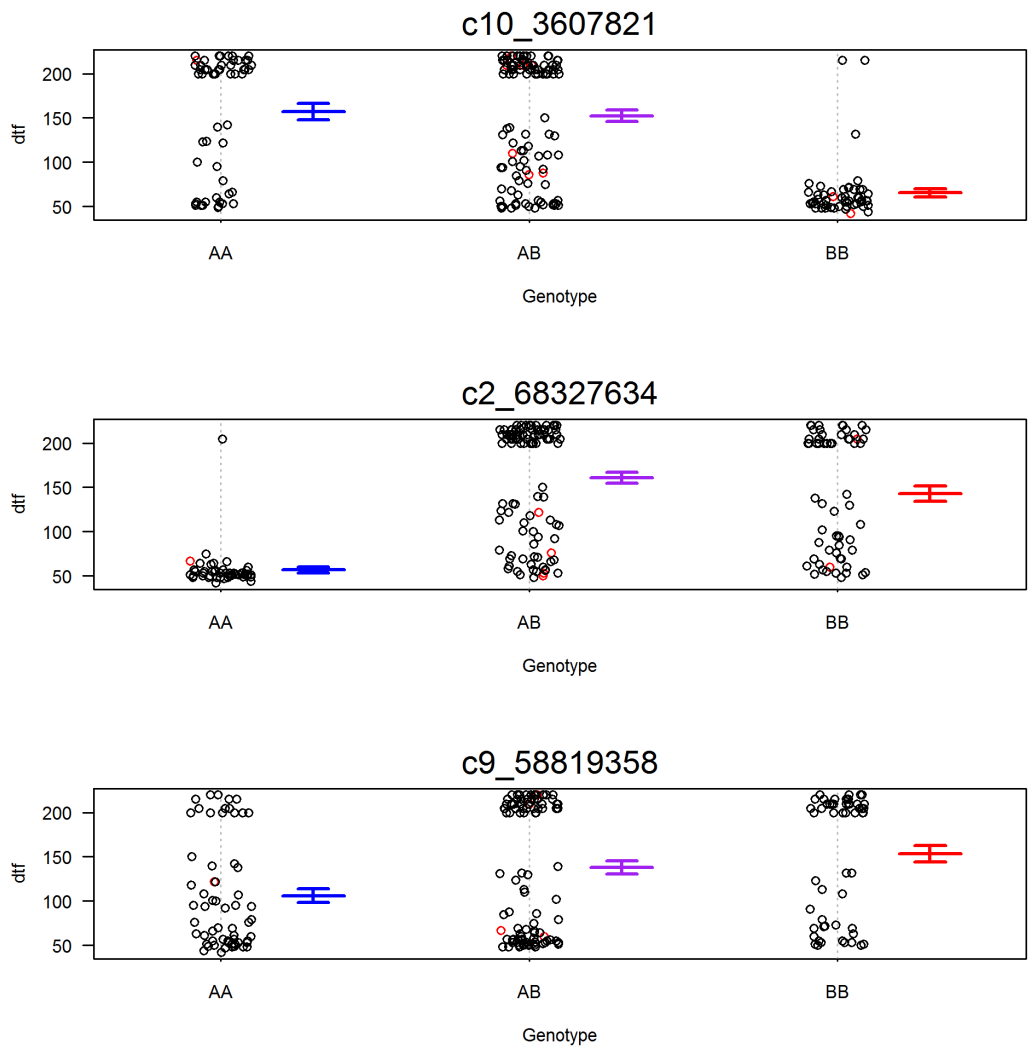 c10_3607821
200
150
100
50
dtf
AA AB BB
Genotype
c2_68327634
200
150
100
50
dtf
AA AB BB
Genotype
c9_58819358
200
150
100
50
dtf
AA AB BB
Genotype